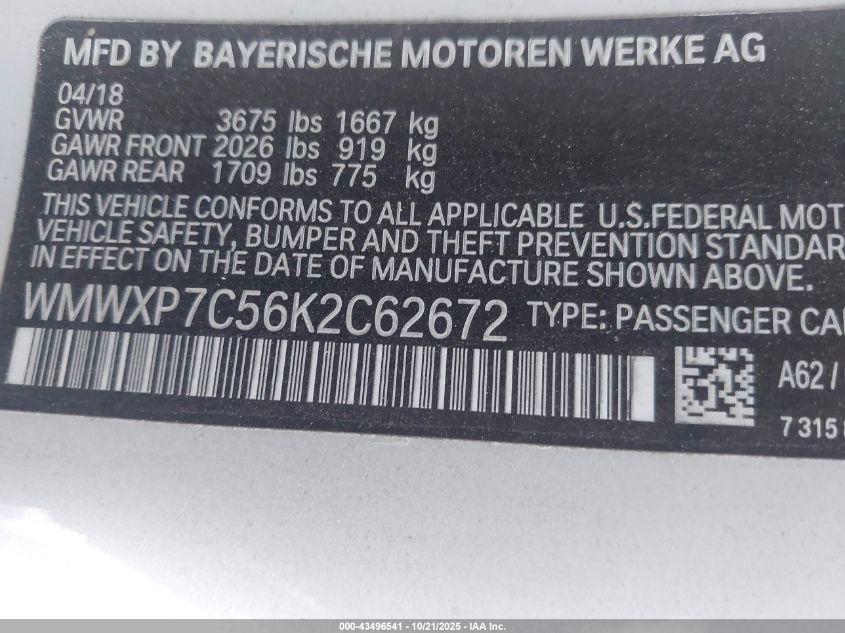 MFD BY BAYERISCHE MOTOREN WERKE AG
04/18
GVWR 3675 lbs 1667 kg
GAWR FRONT 2026 lbs 919 kg
GAWR REAR 1709 lbs 775 kg
THIS VEHICLE CONFORMS TO ALL APPLICABLE U.S.FEDERAL MOT
VEHICLE SAFETY, BUMPER AND THEFT PREVENTION STANDAR
IN EFFECT ON THE DATE OF MANUFACTURE SHOWN ABOVE.
WMWXP7C56K2C62672 TYPE: PASSENGER CA
A62/
7 315
000-43496541 - 10/21/2025 - IAA Inc.